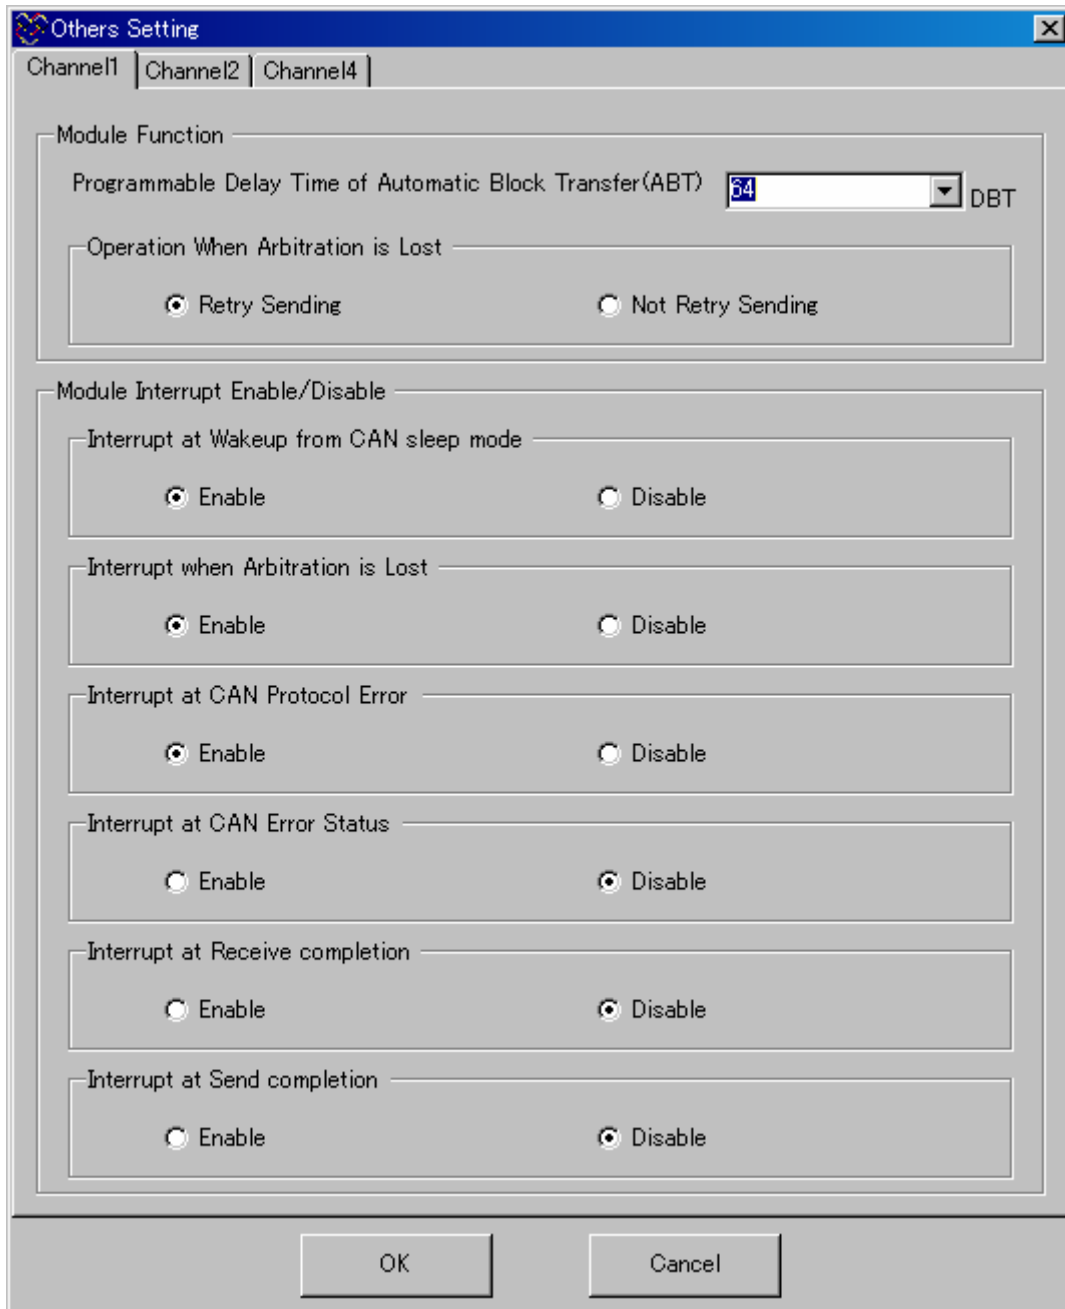 Others Setting
Channel1 Channel2 Channel4
Module Function
Programmable Delay Time of Automatic Block Transfer(ABT) 64 DBT
Operation When Arbitration is Lost
Retry Sending Not Retry Sending
Module Interrupt Enable/Disable
Interrupt at Wakeup from CAN sleep mode
Enable Disable
Interrupt when Arbitration is Lost
Enable Disable
Interrupt at CAN Protocol Error
Enable Disable
Interrupt at CAN Error Status
Enable Disable
Interrupt at Receive completion
Enable Disable
Interrupt at Send completion
Enable Disable
OK Cancel